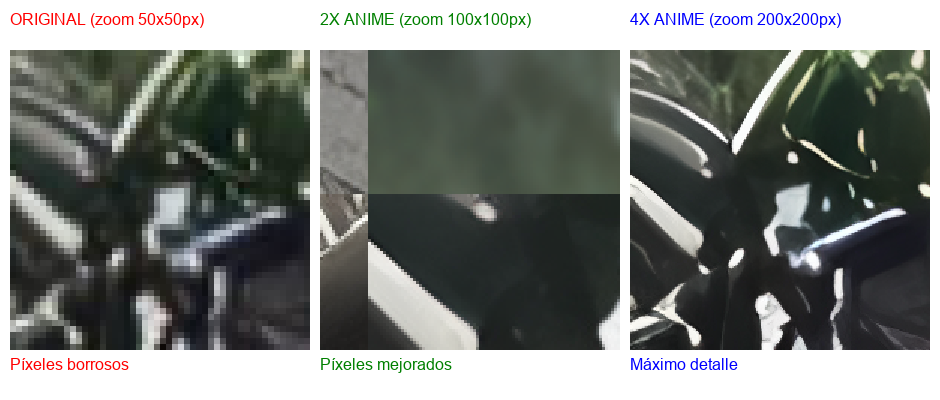 ORIGINAL (zoom 50x50px)
2X ANIME (zoom 100x100px)
4X ANIME (zoom 200x200px)
Píxeles borrosos
Píxeles mejorados
Máximo detalle